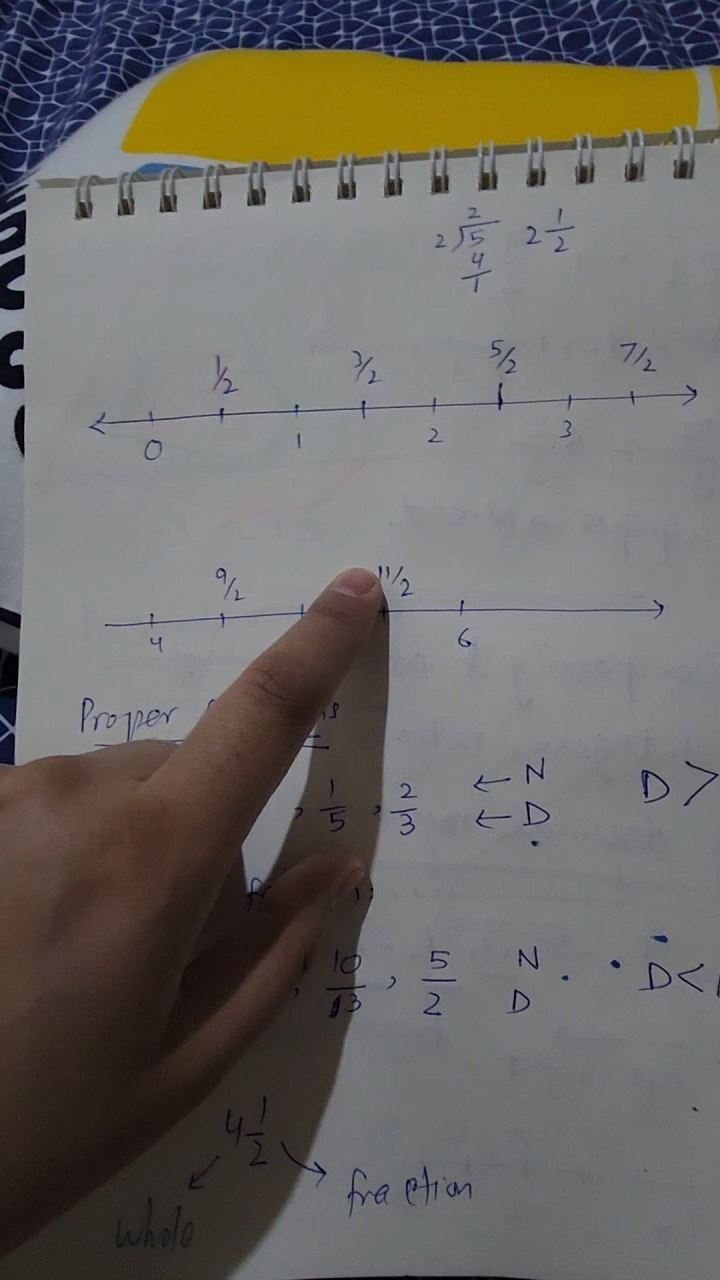 2
2)5 2 1/2
4
1
1/2 3/2 5/2 7/2
0 1 2 3
9/2 11/2
4 6
Proper
, 1/5 , 2/3 ← N D >
← D
, 10/3 , 5/2 N D <
D
4 1/2
whole fraction